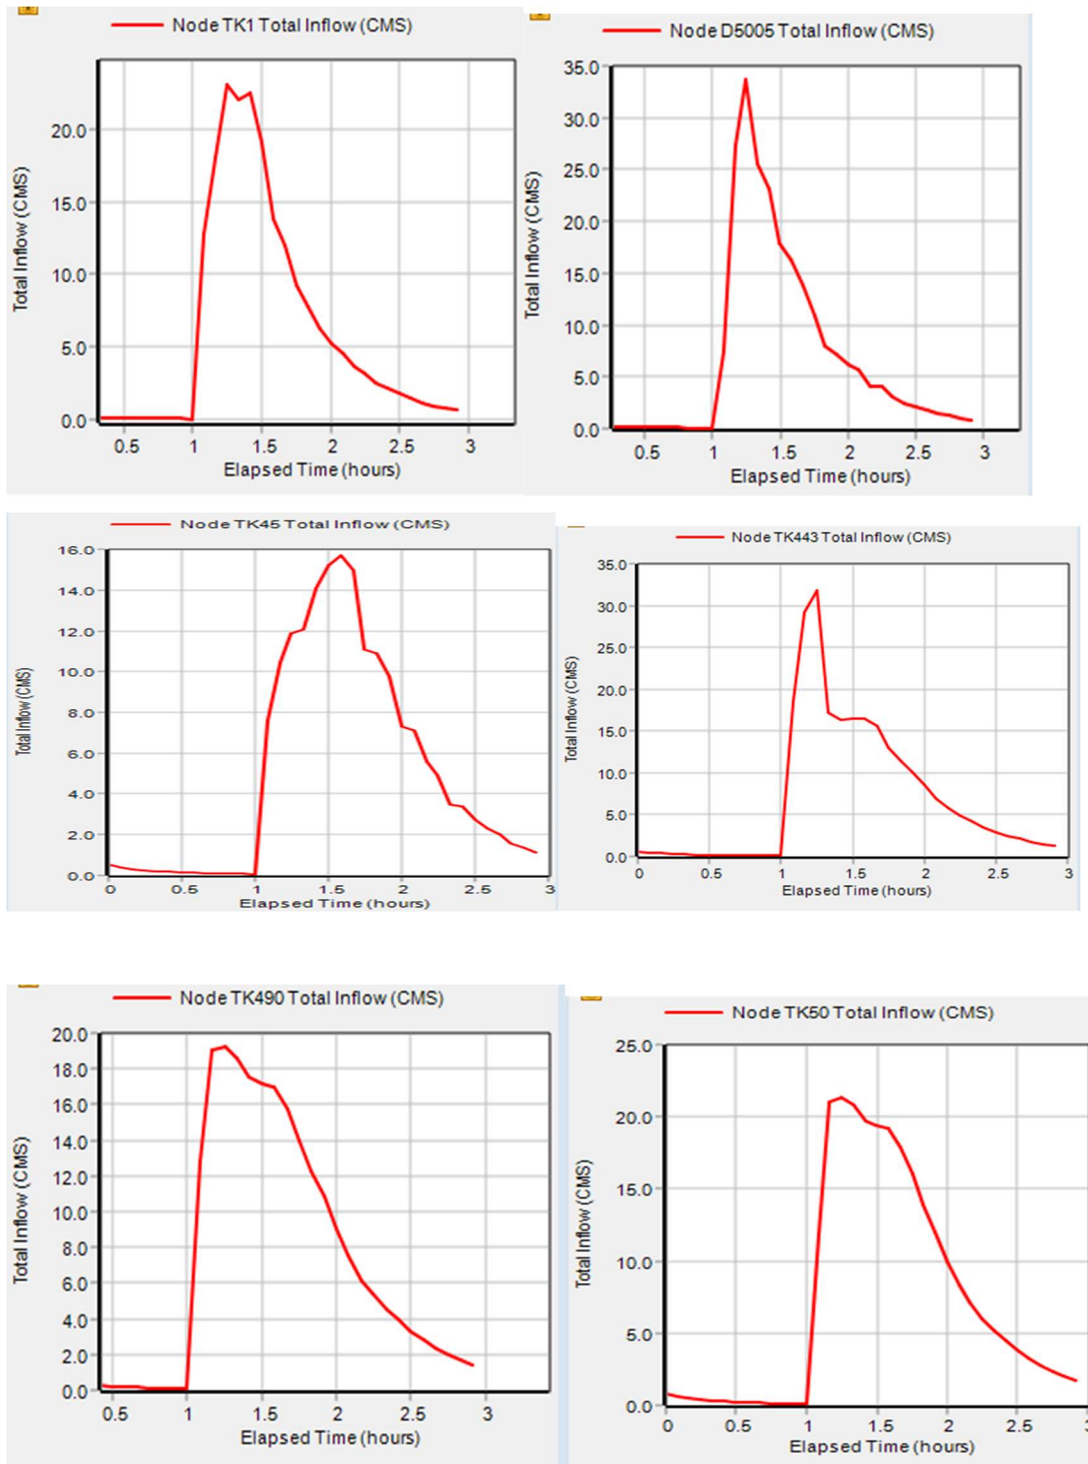 Node TK1 Total Inflow (CMS)
Total Inflow (CMS)
20.0
15.0
10.0
5.0
0.0
0.5 1 1.5 2 2.5 3
Elapsed Time (hours)
Node D5005 Total Inflow (CMS)
Total Inflow (CMS)
35.0
30.0
25.0
20.0
15.0
10.0
5.0
0.0
0.5 1 1.5 2 2.5 3
Elapsed Time (hours)
Node TK45 Total Inflow (CMS)
Total Inflow (CMS)
16.0
14.0
12.0
10.0
8.0
6.0
4.0
2.0
0.0
0 0.5 1 1.5 2 2.5 3
Elapsed Time (hours)
Node TK443 Total Inflow (CMS)
Total Inflow (CMS)
35.0
30.0
25.0
20.0
15.0
10.0
5.0
0.0
0 0.5 1 1.5 2 2.5 3
Elapsed Time (hours)
Node TK490 Total Inflow (CMS)
Total Inflow (CMS)
20.0
18.0
16.0
14.0
12.0
10.0
8.0
6.0
4.0
2.0
0.0
0.5 1 1.5 2 2.5 3
Elapsed Time (hours)
Node TK50 Total Inflow (CMS)
Total Inflow (CMS)
25.0
20.0
15.0
10.0
5.0
0.0
0 0.5 1 1.5 2 2.5
Elapsed Time (hours)